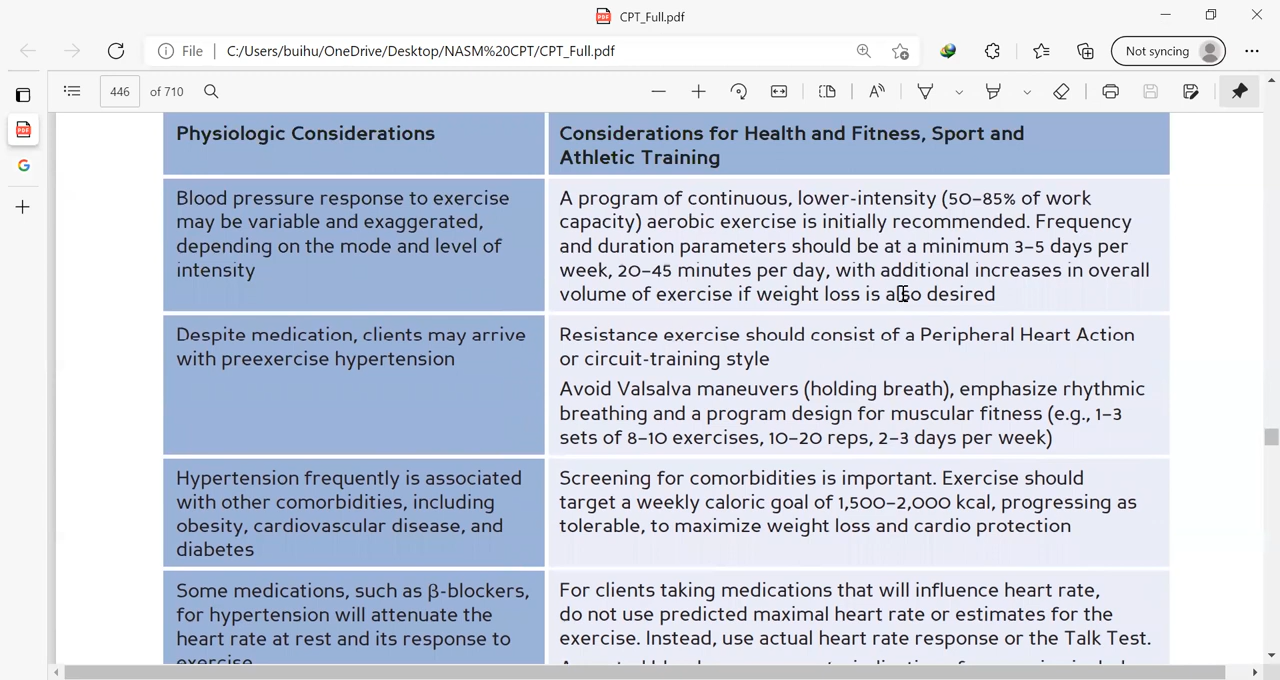 CPT_Full.pdf
File
C:/Users/buihu/OneDrive/Desktop/NASM%20CPT/CPT_Full.pdf
Not syncing
446 of 710
Physiologic Considerations
Considerations for Health and Fitness, Sport and
Athletic Training
Blood pressure response to exercise
may be variable and exaggerated,
depending on the mode and level of
intensity
A program of continuous, lower-intensity (50–85% of work
capacity) aerobic exercise is initially recommended. Frequency
and duration parameters should be at a minimum 3–5 days per
week, 20–45 minutes per day, with additional increases in overall
volume of exercise if weight loss is also desired
Despite medication, clients may arrive
with preexercise hypertension
Resistance exercise should consist of a Peripheral Heart Action
or circuit-training style
Avoid Valsalva maneuvers (holding breath), emphasize rhythmic
breathing and a program design for muscular fitness (e.g., 1–3
sets of 8–10 exercises, 10–20 reps, 2–3 days per week)
Hypertension frequently is associated
with other comorbidities, including
obesity, cardiovascular disease, and
diabetes
Screening for comorbidities is important. Exercise should
target a weekly caloric goal of 1,500–2,000 kcal, progressing as
tolerable, to maximize weight loss and cardio protection
Some medications, such as β-blockers,
for hypertension will attenuate the
heart rate at rest and its response to
exercise
For clients taking medications that will influence heart rate,
do not use predicted maximal heart rate or estimates for the
exercise. Instead, use actual heart rate response or the Talk Test.